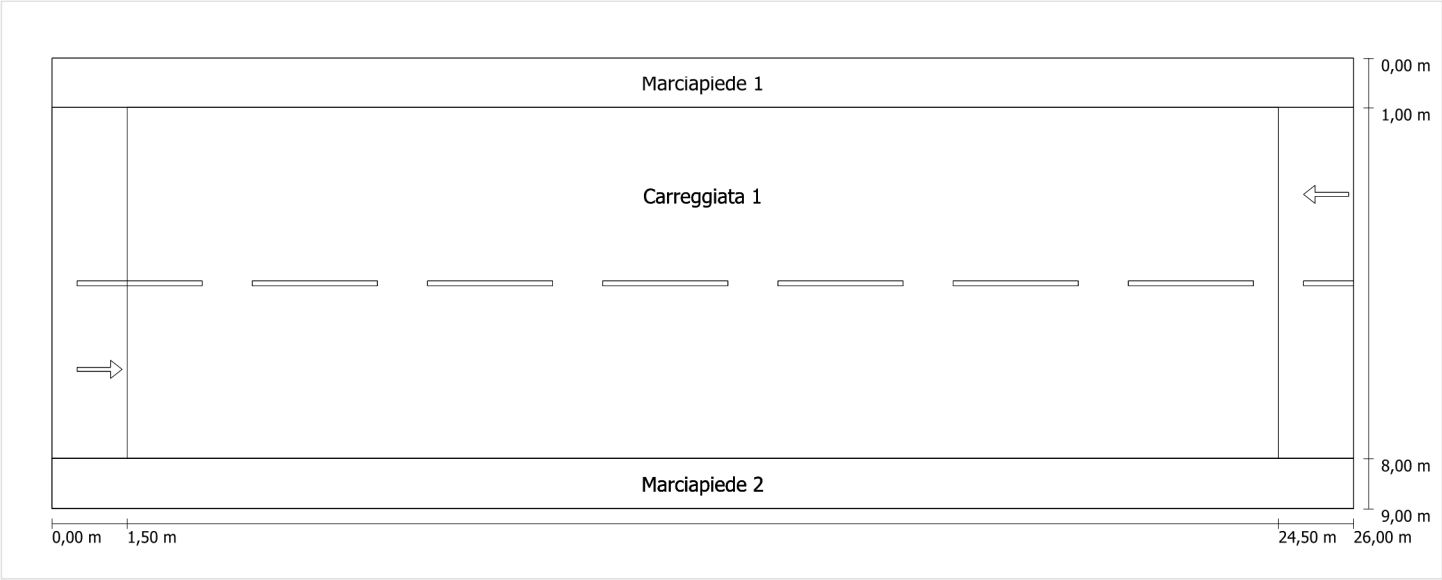 Marciapiede 1
0,00 m
1,00 m
Carreggiata 1
8,00 m
Marciapiede 2
9,00 m
0,00 m 1,50 m 24,50 m 26,00 m